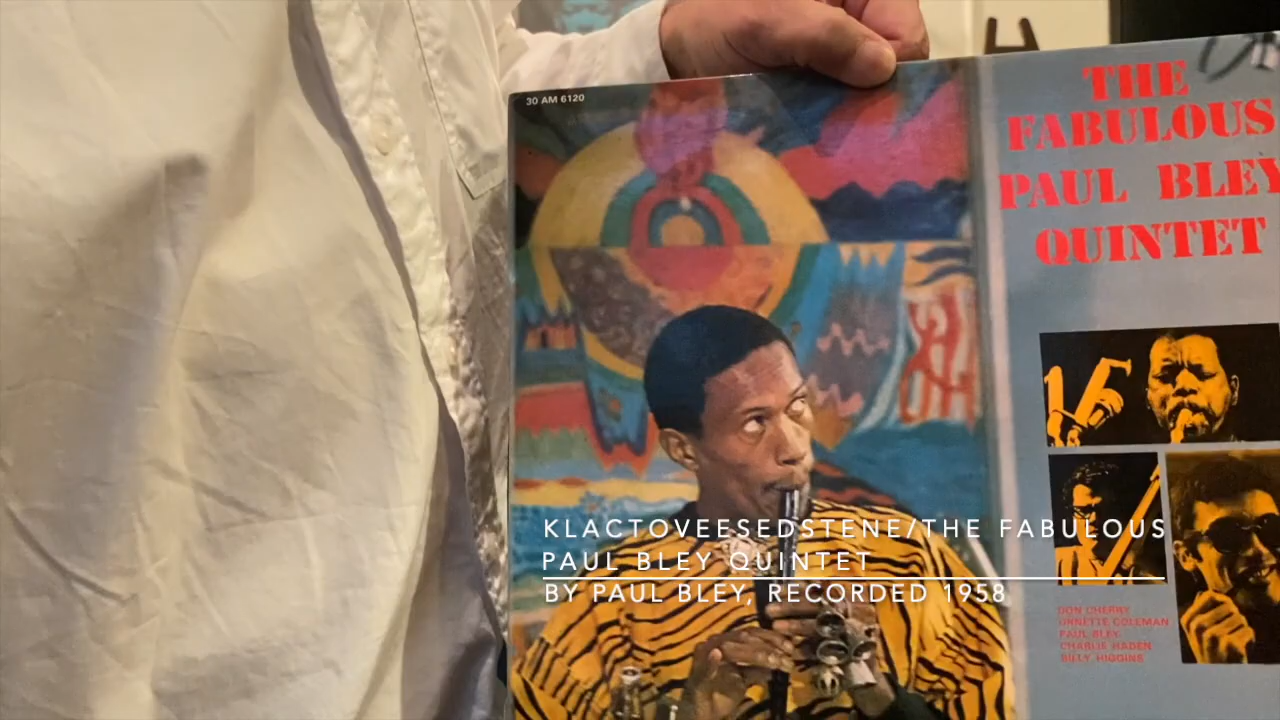 30 AM 6120
THE
FABULOUS
PAUL BLEY
QUINTET
KLACTOVEESEDSTENE/THE FABULOUS
PAUL BLEY QUINTET
BY PAUL BLEY, RECORDED 1958
DON CHERRY
ORNETTE COLEMAN
PAUL BLEY
CHARLIE HADEN
BILLY HIGGINS